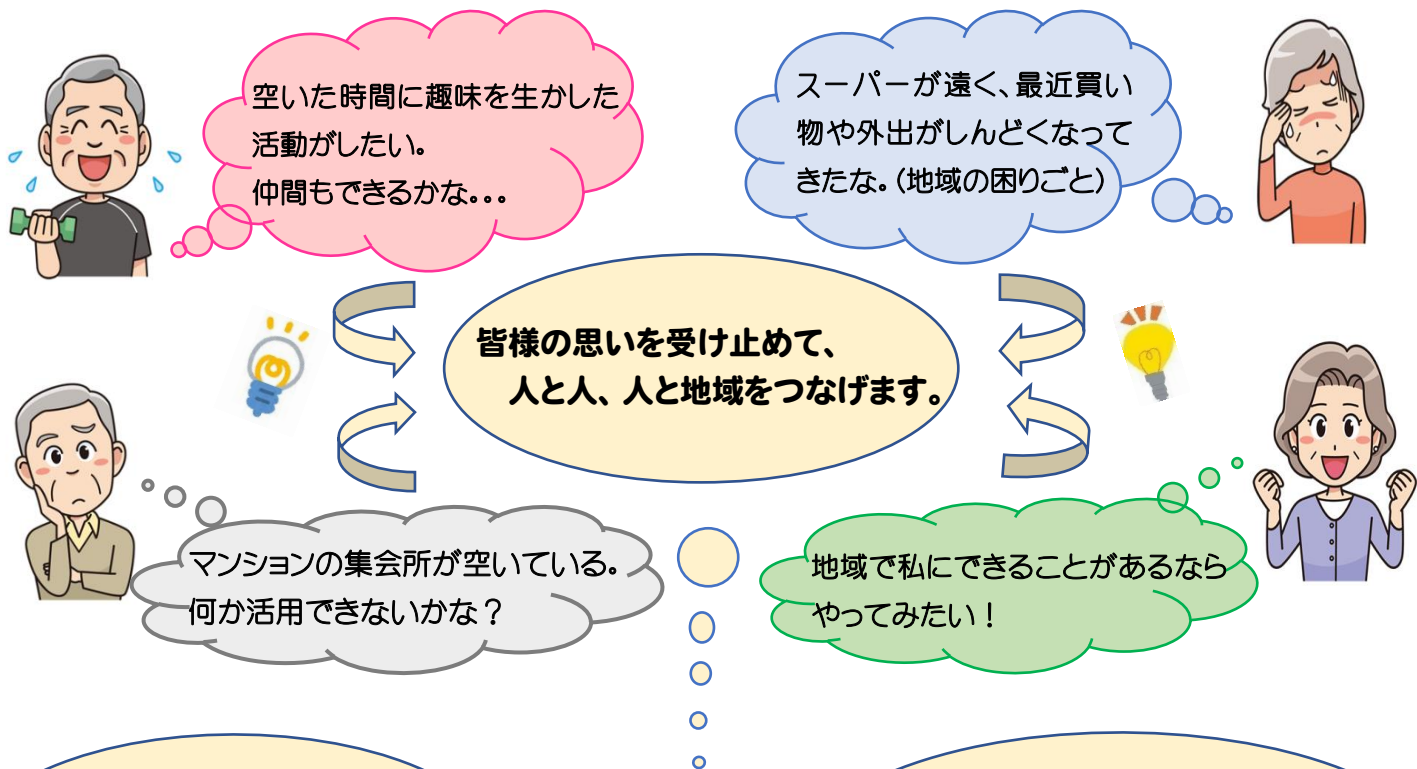 空いた時間に趣味を生かした
活動がしたい。
仲間もできるかな。。。
スーパーが遠く、最近買い
物や外出がしんどくなって
きたな。(地域の困りごと)
皆様の思いを受け止めて、
人と人、人と地域をつなげます。
マンションの集会所が空いている。
何か活用できないかな？
地域で私にできることがあるなら
やってみたい！